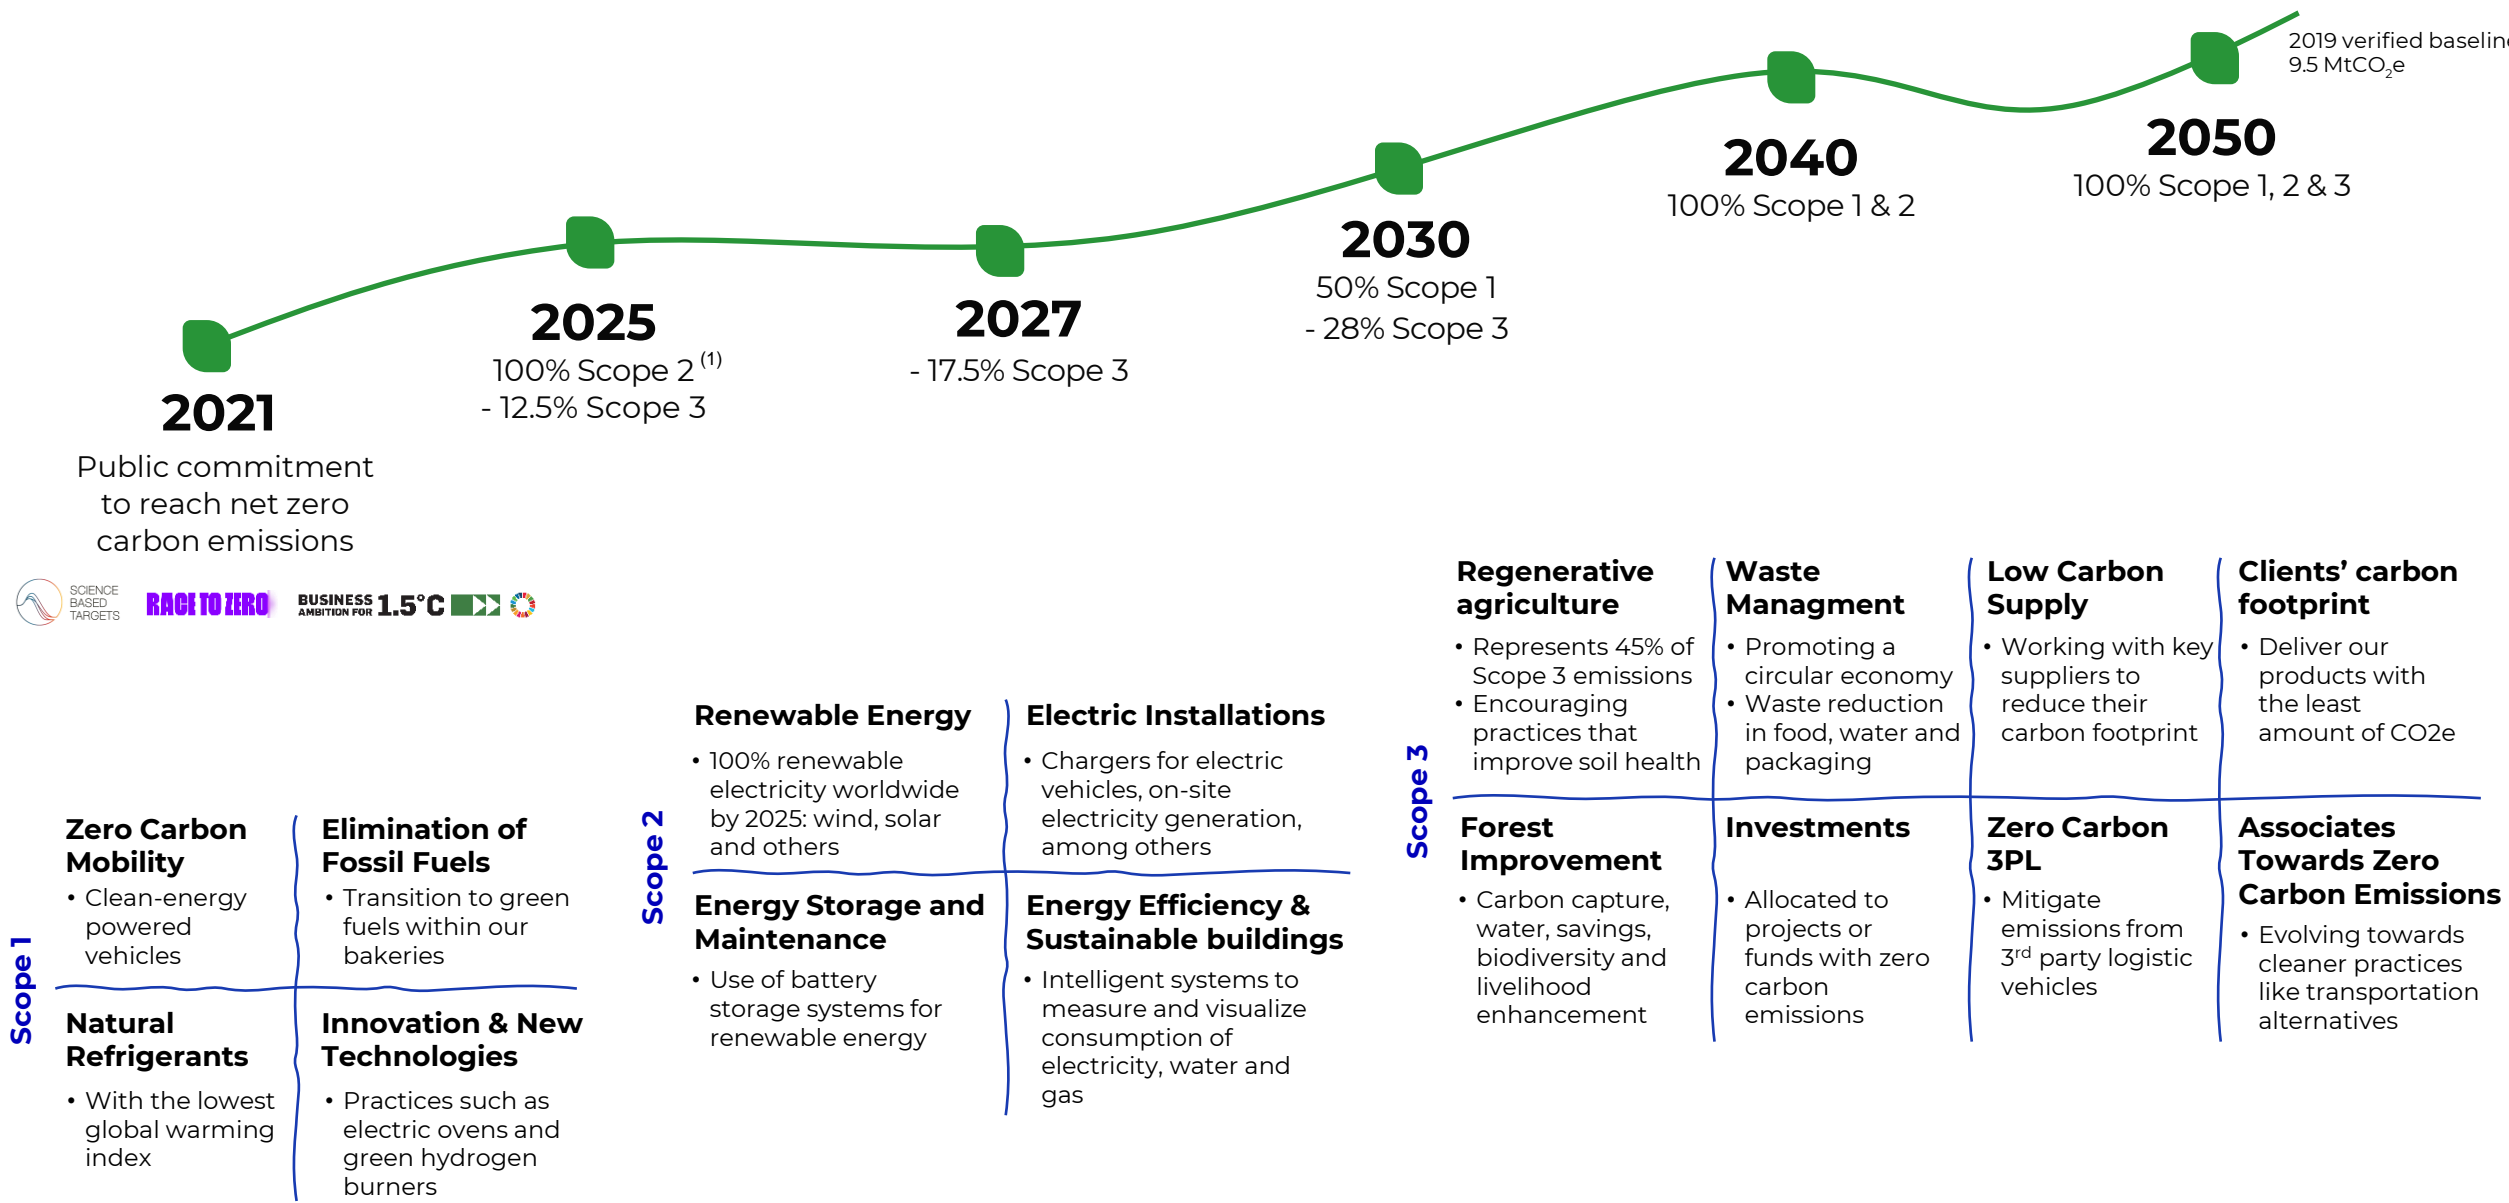 2019 verified baseline
9.5 MtCO2e
2050
100% Scope 1, 2 & 3
2040
100% Scope 1 & 2
2030
50% Scope 1
- 28% Scope 3
2027
- 17.5% Scope 3
2025
100% Scope 2 (1)
- 12.5% Scope 3
2021
Public commitment
to reach net zero
carbon emissions
SCIENCE
BASED
TARGETS
RACE TO ZERO
BUSINESS
AMBITION FOR
1.5°C
Scope 1
Zero Carbon
Mobility
• Clean-energy
powered
vehicles
Elimination of
Fossil Fuels
• Transition to green
fuels within our
bakeries
Natural
Refrigerants
• With the lowest
global warming
index
Innovation & New
Technologies
• Practices such as
electric ovens and
green hydrogen
burners
Scope 2
Renewable Energy
• 100% renewable
electricity worldwide
by 2025: wind, solar
and others
Electric Installations
• Chargers for electric
vehicles, on-site
electricity generation,
among others
Energy Storage and
Maintenance
• Use of battery
storage systems for
renewable energy
Energy Efficiency &
Sustainable buildings
• Intelligent systems to
measure and visualize
consumption of
electricity, water and
gas
Scope 3
Regenerative
agriculture
• Represents 45% of
Scope 3 emissions
• Encouraging
practices that
improve soil health
Waste
Managment
• Promoting a
circular economy
• Waste reduction
in food, water and
packaging
Low Carbon
Supply
• Working with key
suppliers to
reduce their
carbon footprint
Clients’ carbon
footprint
• Deliver our
products with
the least
amount of CO2e
Forest
Improvement
• Carbon capture,
water, savings,
biodiversity and
livelihood
enhancement
Investments
• Allocated to
projects or
funds with zero
carbon
emissions
Zero Carbon
3PL
• Mitigate
emissions from
3rd party logistic
vehicles
Associates
Towards Zero
Carbon Emissions
• Evolving towards
cleaner practices
like transportation
alternatives